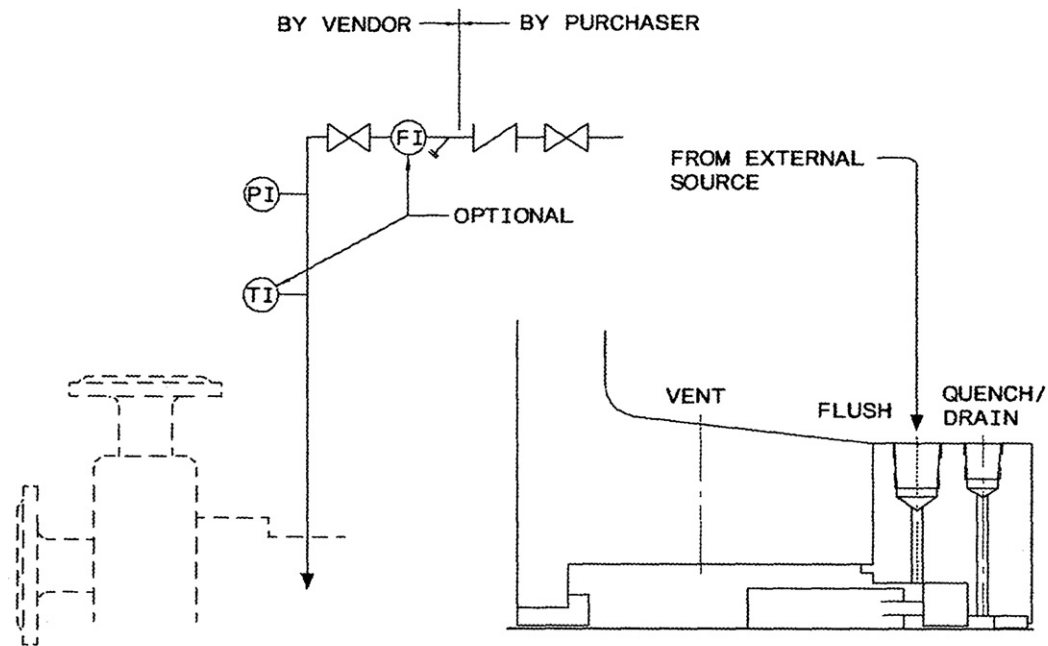 BY VENDOR
BY PURCHASER
FI
FROM EXTERNAL
SOURCE
PI
OPTIONAL
TI
VENT
FLUSH
QUENCH/
DRAIN